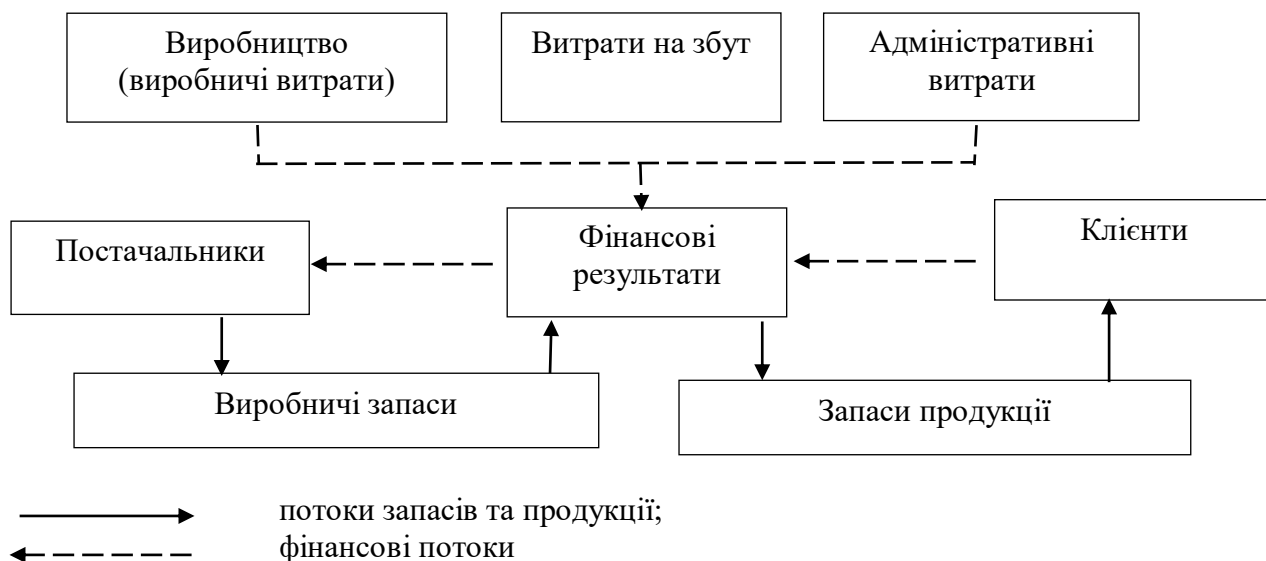 Виробництво
(виробничі витрати)
Витрати на збут
Адміністративні
витрати
Постачальники
Фінансові
результати
Клієнти
Виробничі запаси
Запаси продукції
потоки запасів та продукції;
фінансові потоки